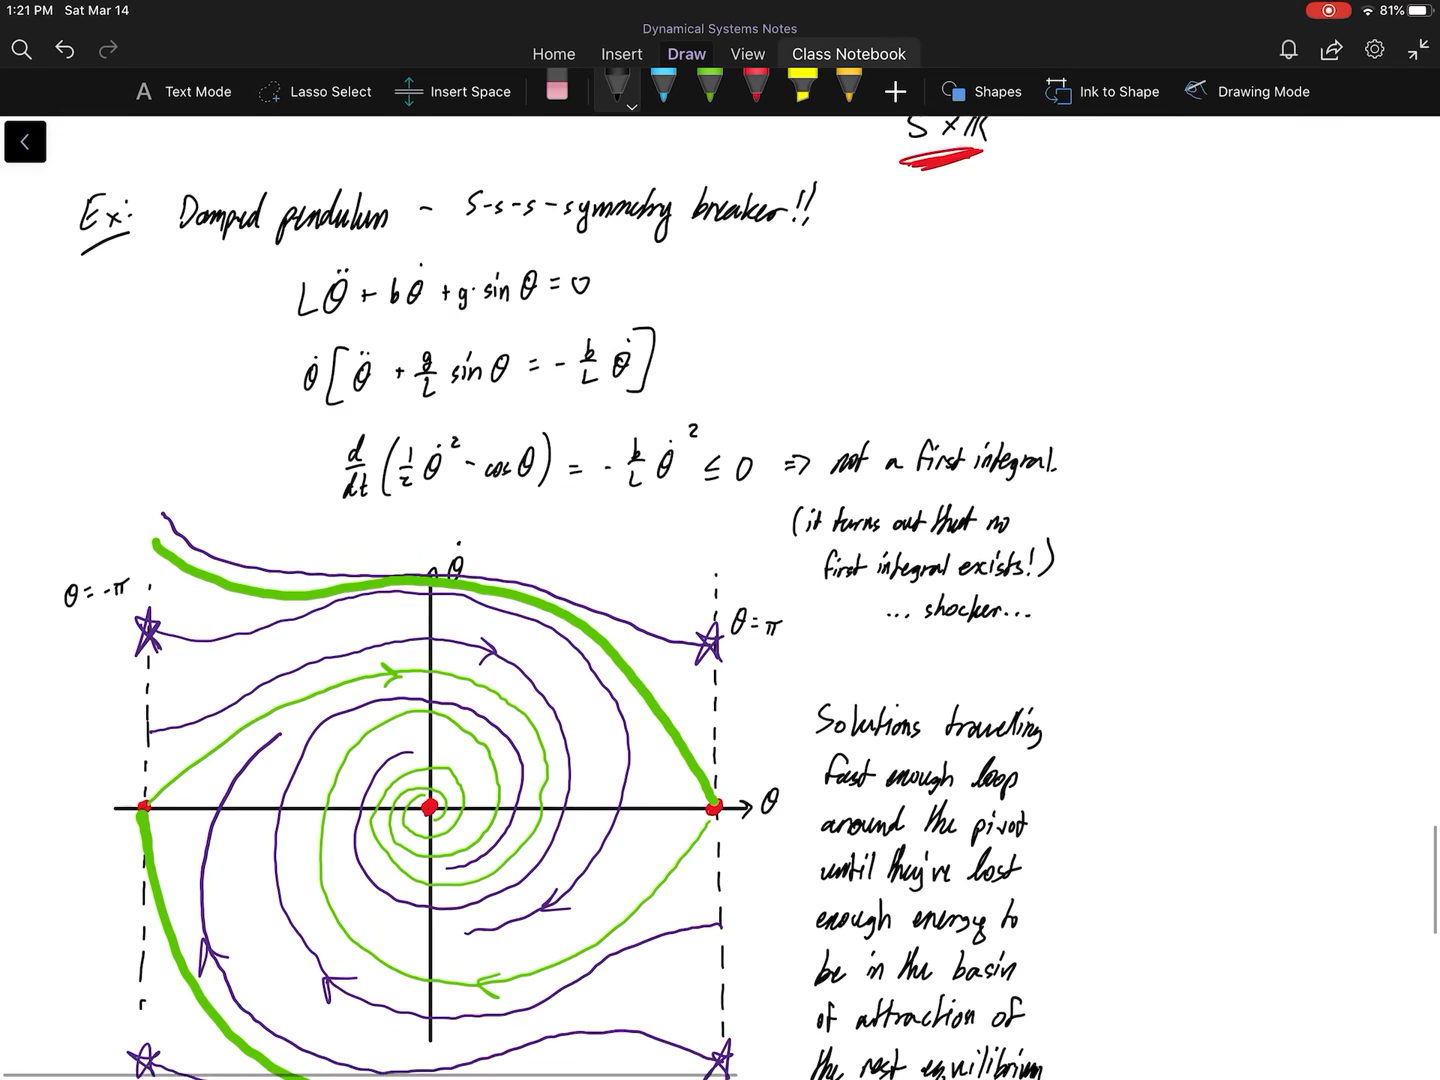 1:21 PM Sat Mar 14
81%
Dynamical Systems Notes
Home Insert Draw View Class Notebook
Text Mode Lasso Select Insert Space Shapes Ink to Shape Drawing Mode
S × ℝ
Ex: Damped pendulum - S-s-s-symmetry breaker!!
Lθ̈ + bθ̇ + g·sin θ = 0
θ̇[θ̈ + g/L sin θ = - b/L θ̇]
d/dt (1/2 θ̇² - cos θ) = - b/L θ̇² ≤ 0 ⇒ not a first integral.
(it turns out that no
first integral exists!)
... shocker...
θ̇
θ = -π
θ = π
θ
Solutions travelling
fast enough loop
around the pivot
until they've lost
enough energy to
be in the basin
of attraction of
the rest equilibrium